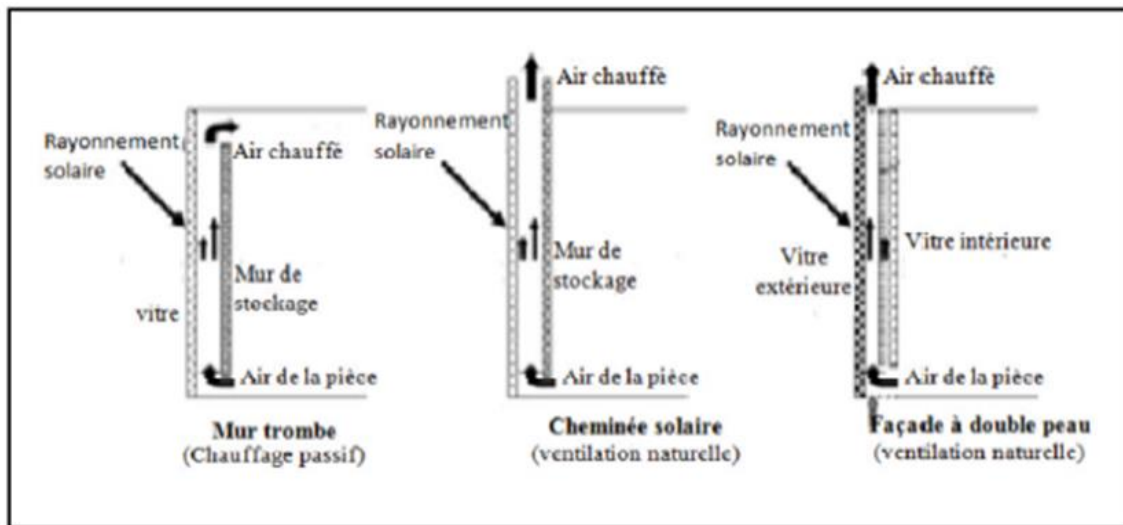 Rayonnement
solaire
Air chauffé
Mur de
stockage
vitre
Air de la pièce
Mur trombe
(Chauffage passif)
Air chauffé
Rayonnement
solaire
Mur de
stockage
Air de la pièce
Cheminée solaire
(ventilation naturelle)
Air chauffé
Rayonnement
solaire
Vitre intérieure
Vitre
extérieure
Air de la pièce
Façade à double peau
(ventilation naturelle)